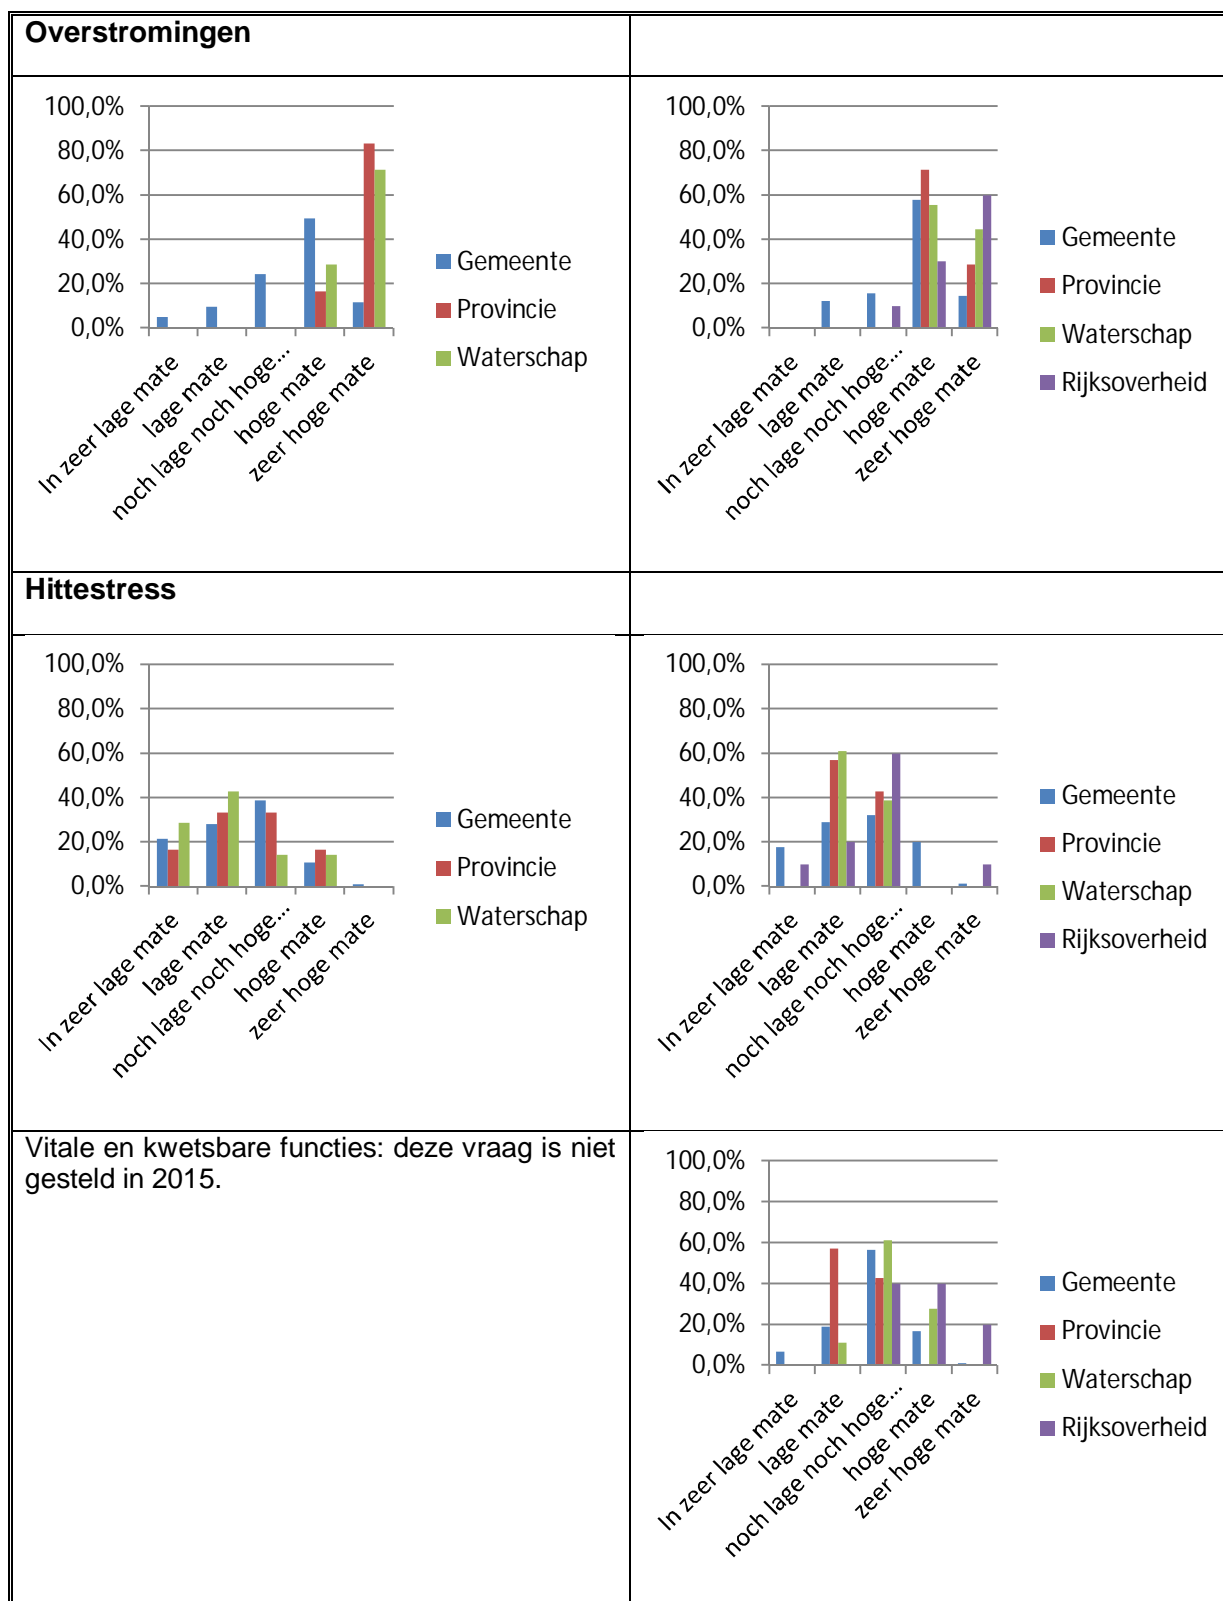 Overstromingen
100,0%
80,0%
60,0%
40,0%
20,0%
0,0%
In zeer lage mate
lage mate
noch lage noch hoge...
hoge mate
zeer hoge mate
Gemeente
Provincie
Waterschap
100,0%
80,0%
60,0%
40,0%
20,0%
0,0%
In zeer lage mate
lage mate
noch lage noch hoge...
hoge mate
zeer hoge mate
Gemeente
Provincie
Waterschap
Rijksoverheid
Hittestress
100,0%
80,0%
60,0%
40,0%
20,0%
0,0%
In zeer lage mate
lage mate
noch lage noch hoge...
hoge mate
zeer hoge mate
Gemeente
Provincie
Waterschap
100,0%
80,0%
60,0%
40,0%
20,0%
0,0%
In zeer lage mate
lage mate
noch lage noch hoge...
hoge mate
zeer hoge mate
Gemeente
Provincie
Waterschap
Rijksoverheid
Vitale en kwetsbare functies: deze vraag is niet
gesteld in 2015.
100,0%
80,0%
60,0%
40,0%
20,0%
0,0%
In zeer lage mate
lage mate
noch lage noch hoge...
hoge mate
zeer hoge mate
Gemeente
Provincie
Waterschap
Rijksoverheid